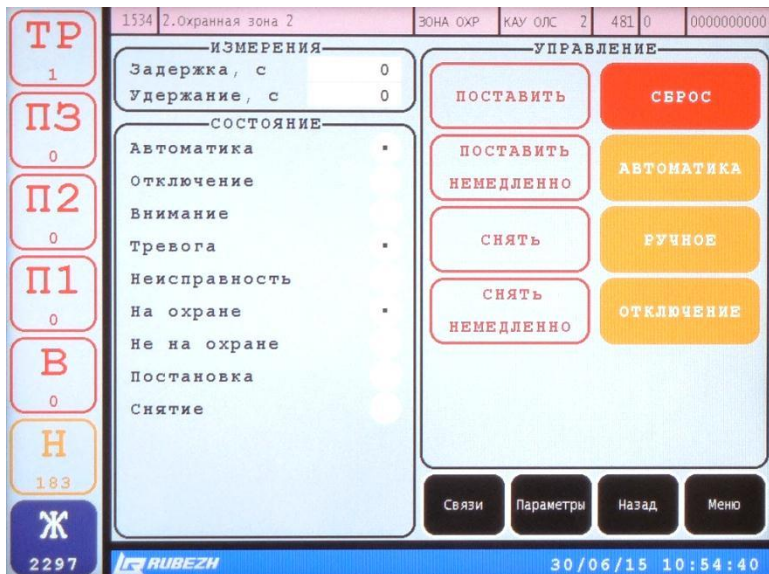 1534 2.Охранная зона 2 ЗОНА ОХР КАУ ОЛС 2 481 0 0000000000
ТР
1
ПЗ
0
П2
0
П1
0
В
0
Н
183
Ж
2297
ИЗМЕРЕНИЯ
Задержка, с 0
Удержание, с 0
СОСТОЯНИЕ
Автоматика
Отключение
Внимание
Тревога
Неисправность
На охране
Не на охране
Постановка
Снятие
УПРАВЛЕНИЕ
ПОСТАВИТЬ СБРОС
ПОСТАВИТЬ
НЕМЕДЛЕННО АВТОМАТИКА
СНЯТЬ РУЧНОЕ
СНЯТЬ
НЕМЕДЛЕННО ОТКЛЮЧЕНИЕ
Связи Параметры Назад Меню
RUBEZH 30/06/15 10:54:40